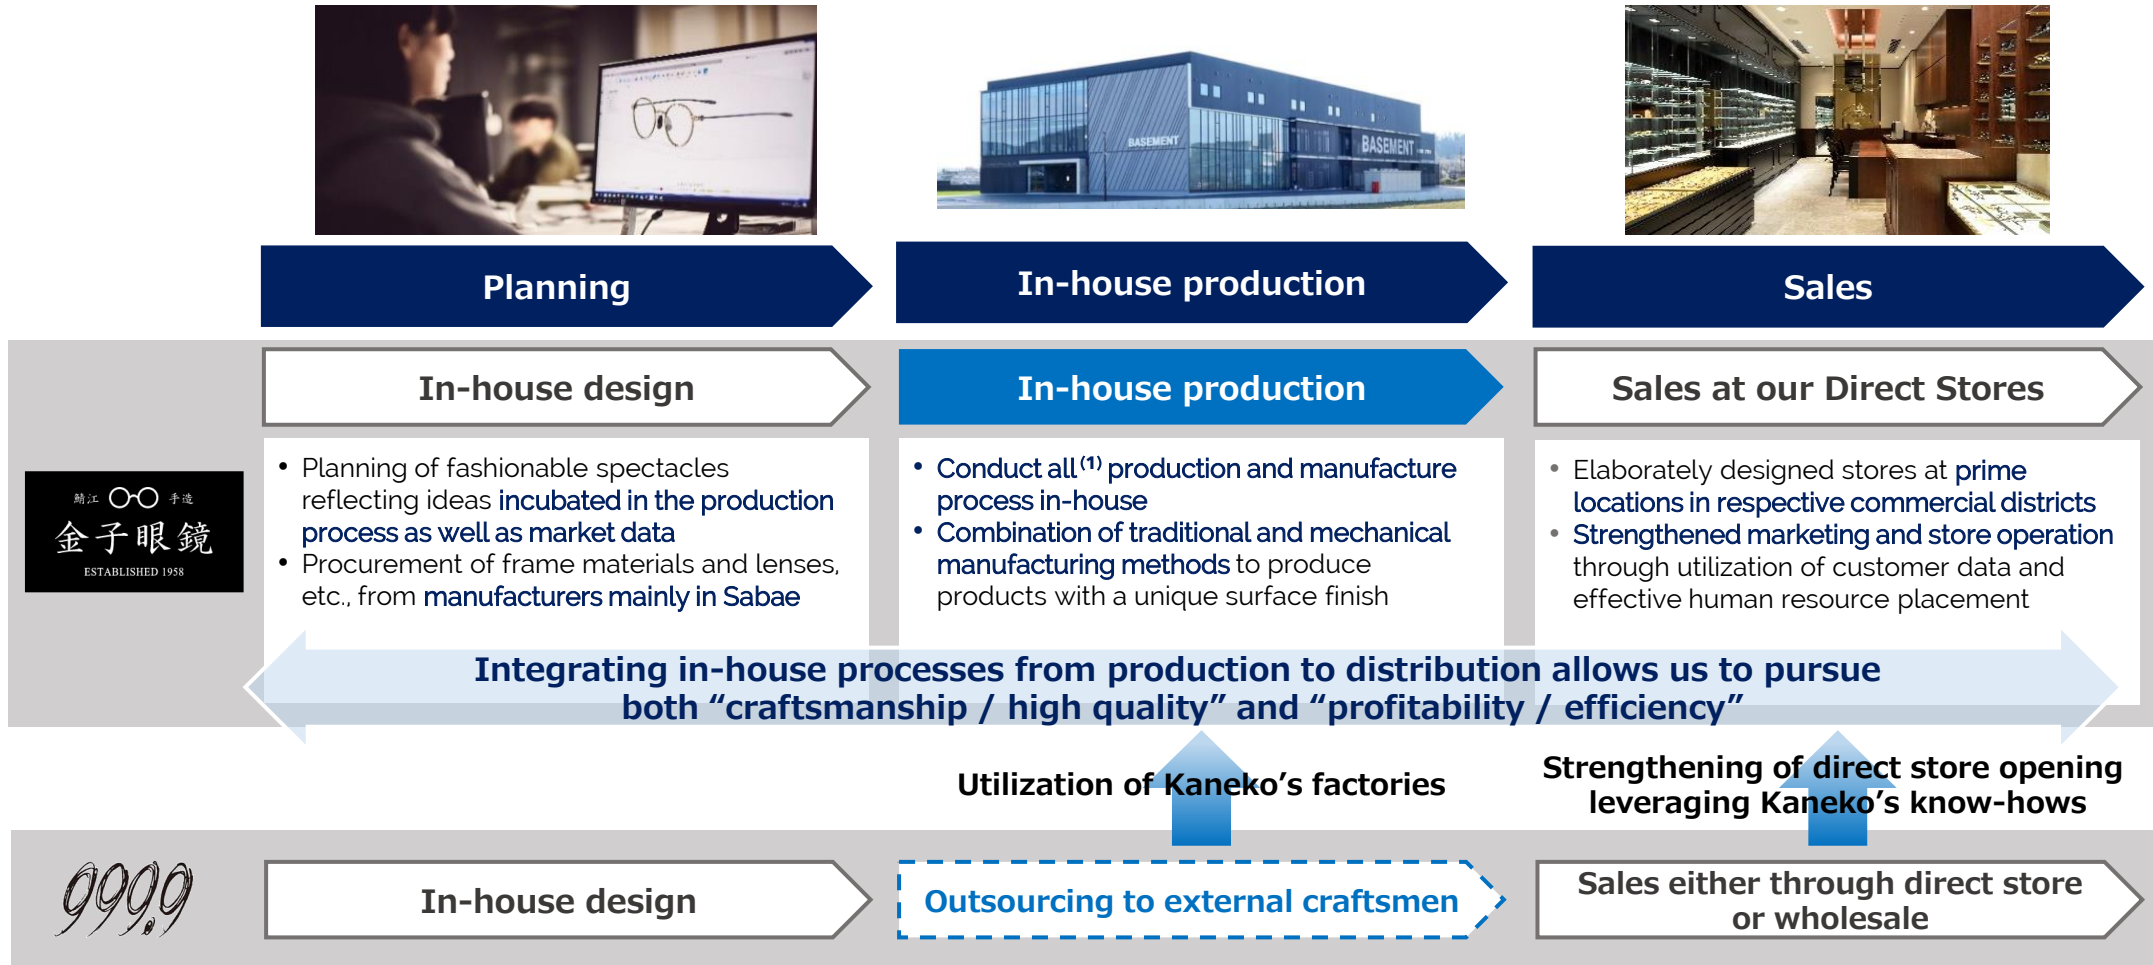 BASEMENT
BASEMENT
Planning
In-house production
Sales
In-house design
In-house production
Sales at our Direct Stores
鯖江 手造
金子眼鏡
ESTABLISHED 1958
• Planning of fashionable spectacles
reflecting ideas incubated in the production
process as well as market data
• Procurement of frame materials and lenses,
etc., from manufacturers mainly in Sabae
• Conduct all(1) production and manufacture
process in-house
• Combination of traditional and mechanical
manufacturing methods to produce
products with a unique surface finish
• Elaborately designed stores at prime
locations in respective commercial districts
• Strengthened marketing and store operation
through utilization of customer data and
effective human resource placement
Integrating in-house processes from production to distribution allows us to pursue
both “craftsmanship / high quality” and “profitability / efficiency”
Utilization of Kaneko’s factories
Strengthening of direct store opening
leveraging Kaneko’s know-hows
999.9
In-house design
Outsourcing to external craftsmen
Sales either through direct store
or wholesale